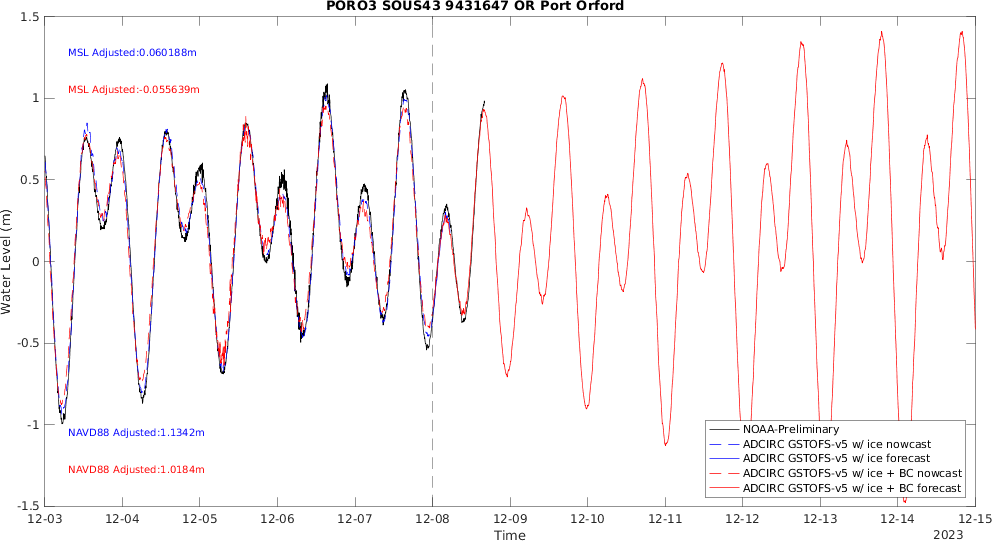 PORO3 SOUS43 9431647 OR Port Orford
1.5
MSL Adjusted:0.060188m
MSL Adjusted:-0.055639m
1
0.5
Water Level (m)
0
-0.5
-1
NAVD88 Adjusted:1.1342m
NAVD88 Adjusted:1.0184m
-1.5
NOAA-Preliminary
ADCIRC GSTOFS-v5 w/ ice nowcast
ADCIRC GSTOFS-v5 w/ ice forecast
ADCIRC GSTOFS-v5 w/ ice + BC nowcast
ADCIRC GSTOFS-v5 w/ ice + BC forecast
12-03 12-04 12-05 12-06 12-07 12-08 12-09 12-10 12-11 12-12 12-13 12-14 12-15
Time
2023